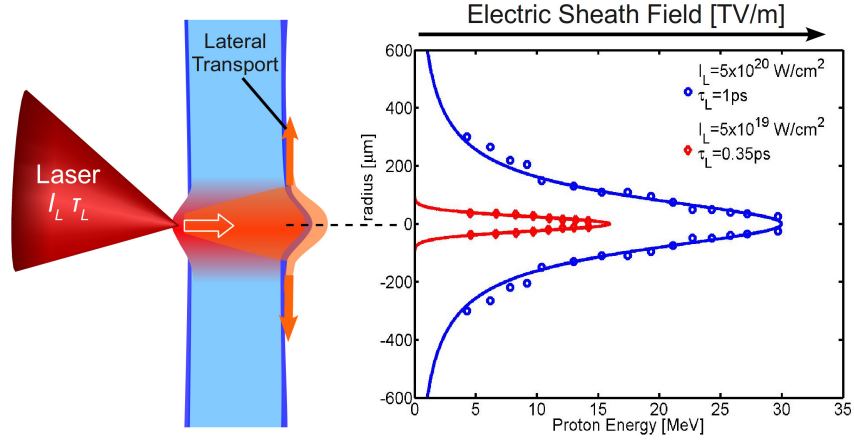 Electric Sheath Field [TV/m]
Lateral
Transport
Laser
I_L τ_L
radius [μm]
600
400
200
0
-200
-400
-600
I_L=5x10^20 W/cm^2
τ_L=1ps
I_L=5x10^19 W/cm^2
τ_L=0.35ps
0 5 10 15 20 25 30 35
Proton Energy [MeV]